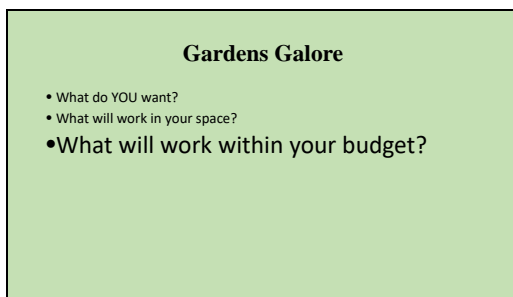 Gardens Galore
• What do YOU want?
• What will work in your space?
•What will work within your budget?